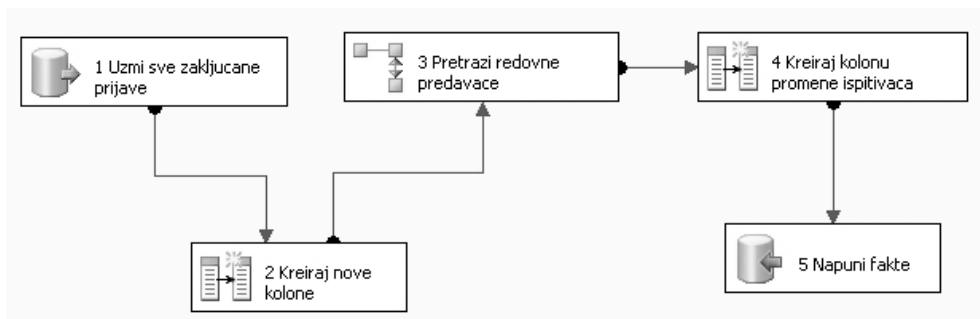 1 Uzmi sve zakljucane
prijave
2 Kreiraj nove
kolone
3 Pretrazi redovne
predavace
4 Kreiraj kolonu
promene ispitivaca
5 Napuni fakte